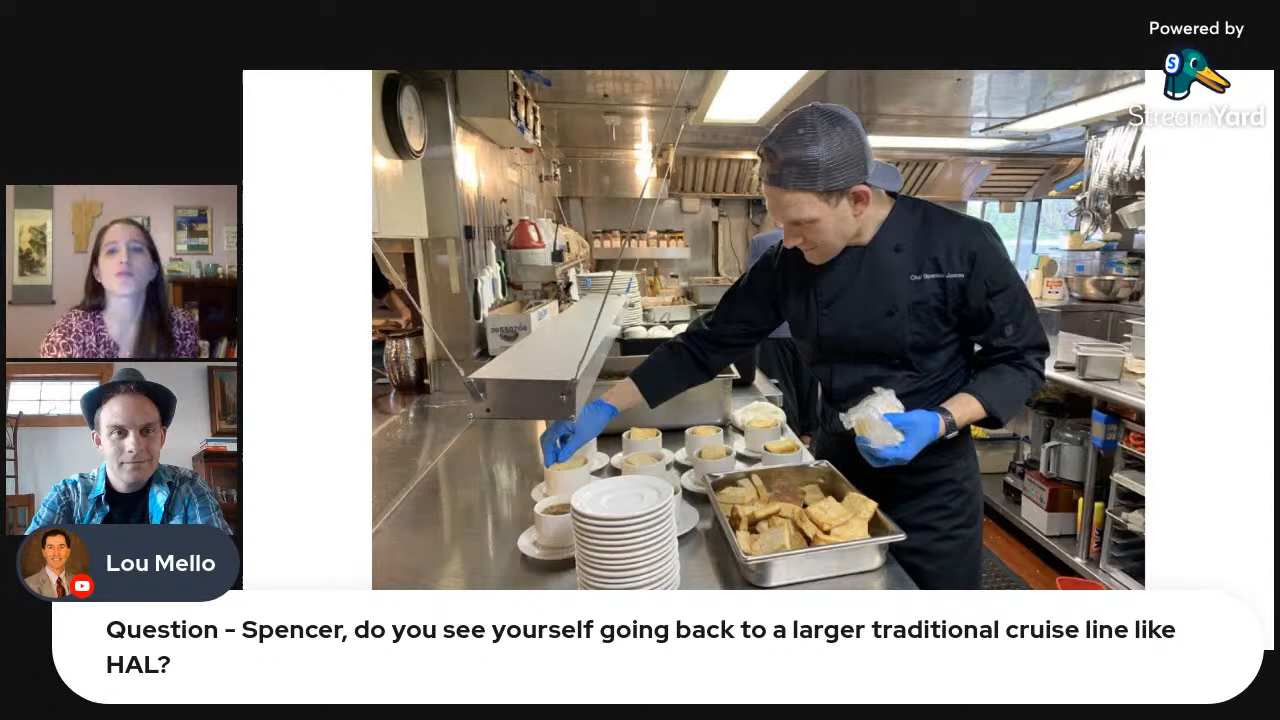 Powered by
StreamYard
Lou Mello
Question - Spencer, do you see yourself going back to a larger traditional cruise line like
HAL?